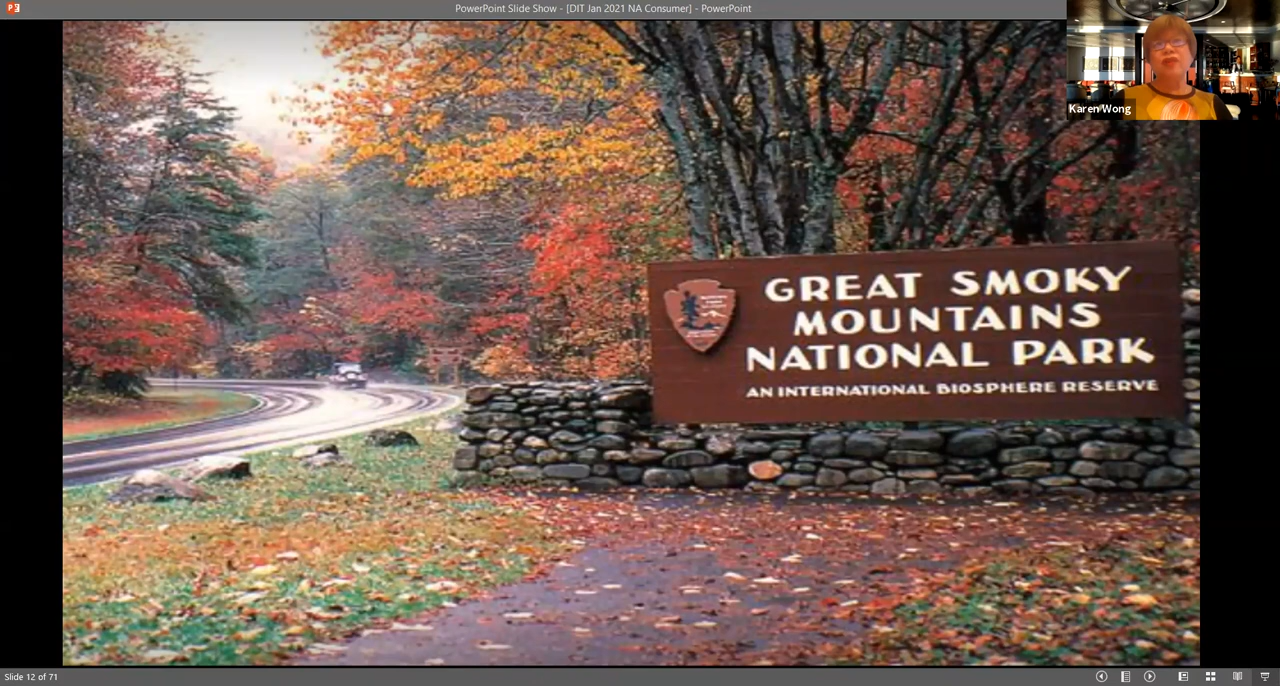 PowerPoint Slide Show - [DIT Jan 2021 NA Consumer] - PowerPoint
Karen Wong
GREAT SMOKY
MOUNTAINS
NATIONAL PARK
AN INTERNATIONAL BIOSPHERE RESERVE
Slide 12 of 71